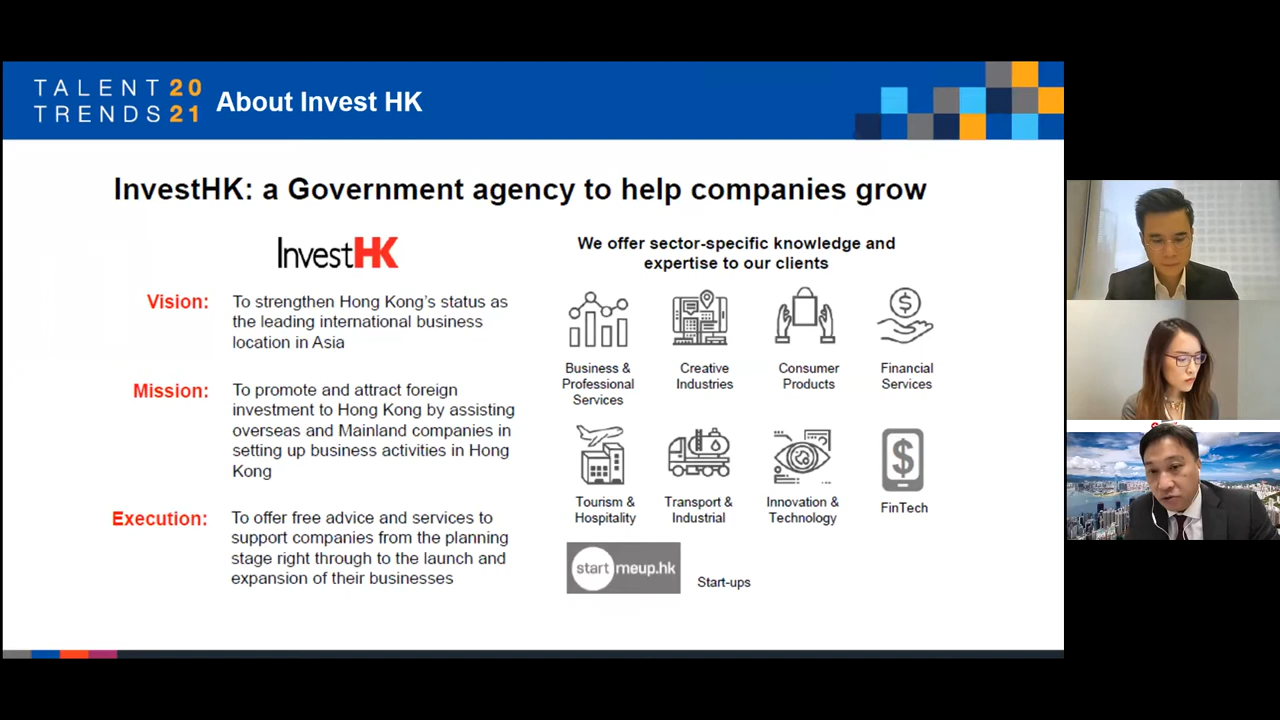 TALENT 20
TRENDS 21
About Invest HK
InvestHK: a Government agency to help companies grow
InvestHK
Vision:
To strengthen Hong Kong's status as
the leading international business
location in Asia
Mission:
To promote and attract foreign
investment to Hong Kong by assisting
overseas and Mainland companies in
setting up business activities in Hong
Kong
Execution:
To offer free advice and services to
support companies from the planning
stage right through to the launch and
expansion of their businesses
We offer sector-specific knowledge and
expertise to our clients
Business &
Professional
Services
Creative
Industries
Consumer
Products
Financial
Services
Tourism &
Hospitality
Transport &
Industrial
Innovation &
Technology
FinTech
startmeup.hk
Start-ups